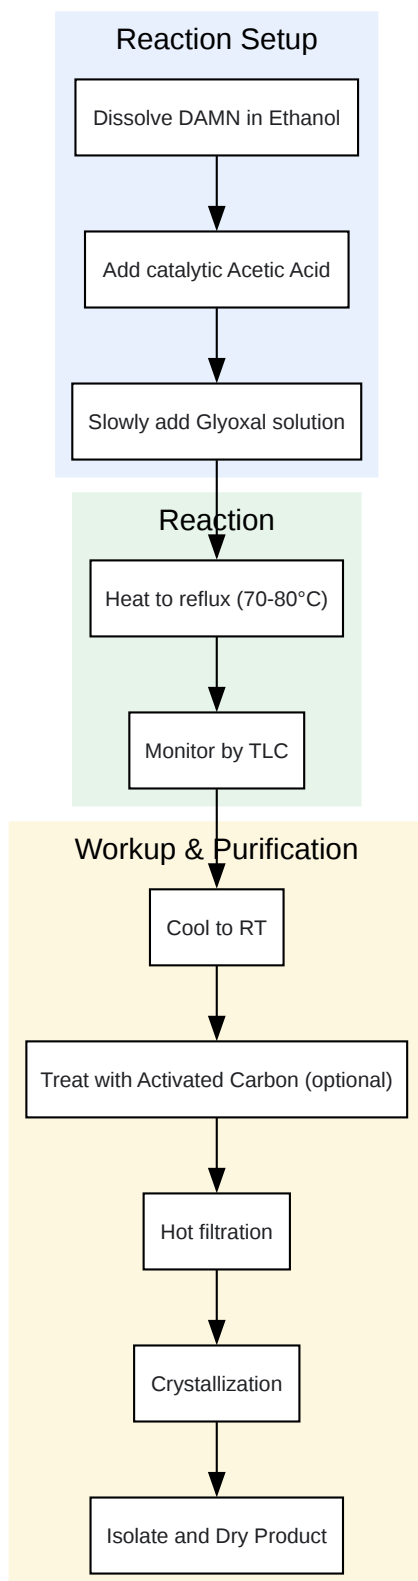 Reaction Setup
Dissolve DAMN in Ethanol
Add catalytic Acetic Acid
Slowly add Glyoxal solution
Reaction
Heat to reflux (70-80°C)
Monitor by TLC
Workup & Purification
Cool to RT
Treat with Activated Carbon (optional)
Hot filtration
Crystallization
Isolate and Dry Product